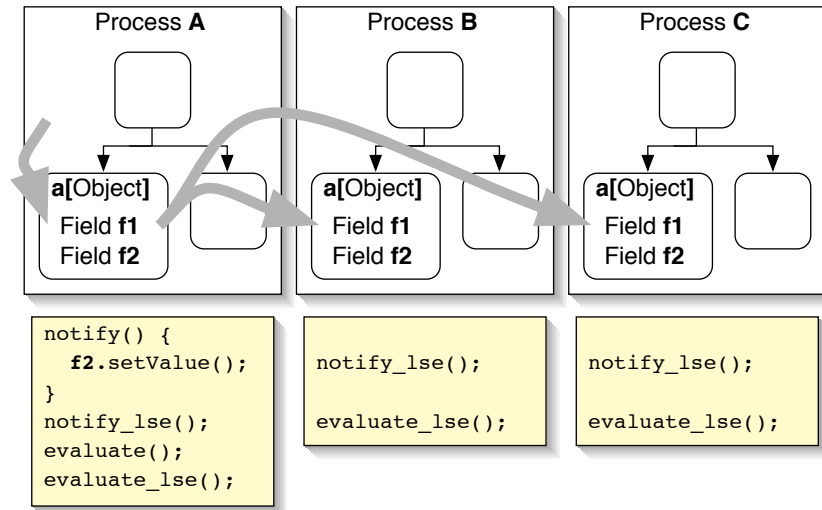 Process A
Process B
Process C
a[Object]
Field f1
Field f2
a[Object]
Field f1
Field f2
a[Object]
Field f1
Field f2
notify() {
  f2.setValue();
}
notify_lse();
evaluate();
evaluate_lse();
notify_lse();
evaluate_lse();
notify_lse();
evaluate_lse();